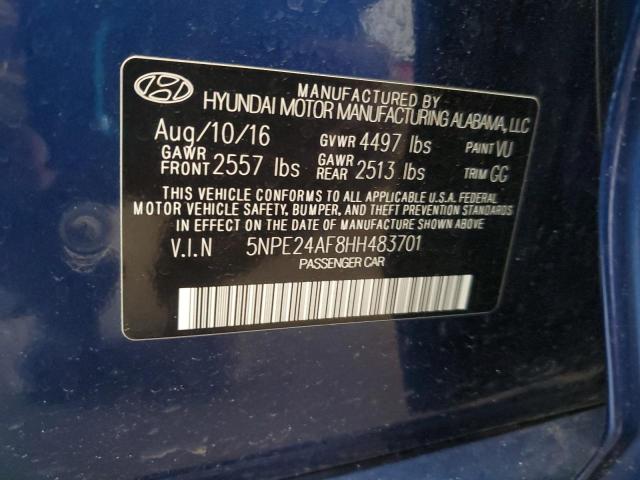 MANUFACTURED BY
HYUNDAI MOTOR MANUFACTURING ALABAMA, LLC
Aug/10/16 GVWR 4497 lbs PAINT VU
GAWR FRONT 2557 lbs GAWR REAR 2513 lbs TRIM GG
THIS VEHICLE CONFORMS TO ALL APPLICABLE U.S.A. FEDERAL
MOTOR VEHICLE SAFETY, BUMPER, AND THEFT PREVENTION STANDARDS
IN EFFECT ON THE DATE OF MANUFACTURE SHOWN ABOVE
V.I.N 5NPE24AF8HH483701
PASSENGER CAR